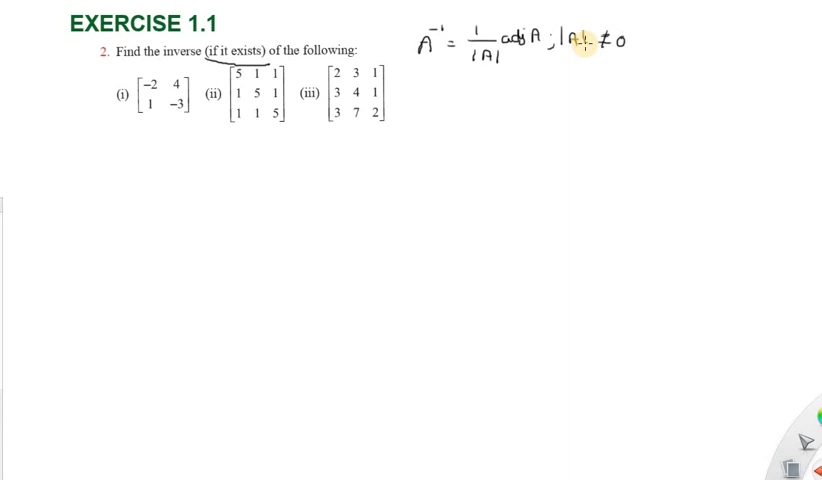 EXERCISE 1.1
2. Find the inverse (if it exists) of the following:
(i) [−2 4; 1 −3] (ii) [5 1 1; 1 5 1; 1 1 5] (iii) [2 3 1; 3 4 1; 3 7 2]
A⁻¹ = 1/|A| adj A ; |A| ≠ 0